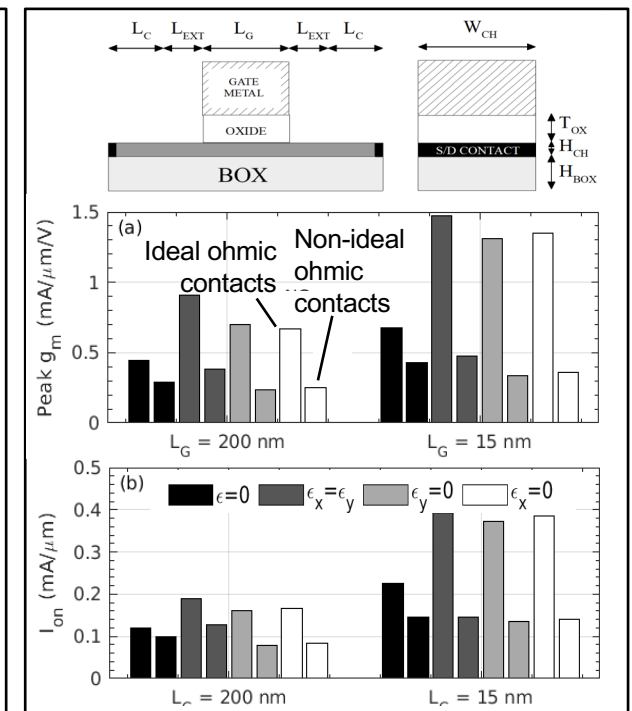 L_C L_EXT L_G L_EXT L_C
W_CH
GATE
METAL
OXIDE
BOX
S/D CONTACT
T_OX
H_CH
H_BOX
(a)
Ideal ohmic
contacts
Non-ideal
ohmic
contacts
Peak g_m (mA/μm/V)
1.5
1
0.5
0
L_G = 200 nm
L_G = 15 nm
(b)
ϵ=0 ϵ_x=ϵ_y ϵ_y=0 ϵ_x=0
I_on (mA/μm)
0.5
0.4
0.3
0.2
0.1
0
L_G = 200 nm
L_G = 15 nm